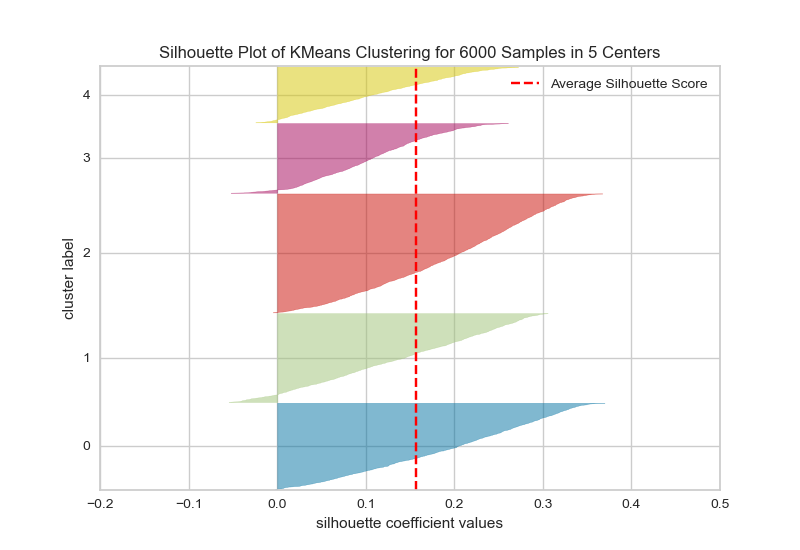 Silhouette Plot of KMeans Clustering for 6000 Samples in 5 Centers
Average Silhouette Score
4
3
2
1
0
cluster label
−0.2 −0.1 0.0 0.1 0.2 0.3 0.4 0.5
silhouette coefficient values